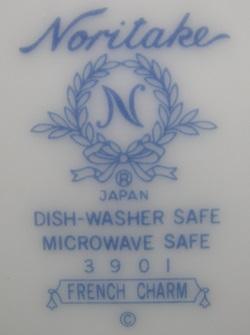 Noritake
N
®
JAPAN
DISH-WASHER SAFE
MICROWAVE SAFE
3901
FRENCH CHARM
©